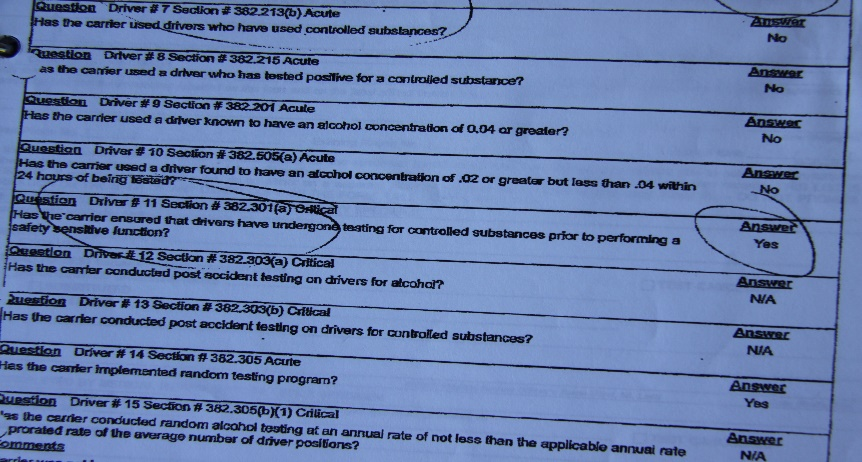 Question Driver # 7 Section # 382.213(b) Acute
Answer
Has the carrier used drivers who have used controlled substances?
No
Question Driver # 8 Section # 382.215 Acute
Answer
as the carrier used a driver who has tested positive for a controlled substance?
No
Question Driver # 9 Section # 382.201 Acute
Answer
Has the carrier used a driver known to have an alcohol concentration of 0.04 or greater?
No
Question Driver # 10 Section # 382.505(a) Acute
Answer
Has the carrier used a driver found to have an alcohol concentration of .02 or greater but less than .04 within
24 hours of being tested?
No
Question Driver # 11 Section # 382.301(a) Critical
Answer
Has the carrier ensured that drivers have undergone testing for controlled substances prior to performing a
safety sensitive function?
Yes
Question Driver # 12 Section # 382.303(a) Critical
Answer
Has the carrier conducted post accident testing on drivers for alcohol?
N/A
Question Driver # 13 Section # 382.303(b) Critical
Answer
Has the carrier conducted post accident testing on drivers for controlled substances?
N/A
Question Driver # 14 Section # 382.305 Acute
Answer
Has the carrier implemented random testing program?
Yes
Question Driver # 15 Section # 382.305(b)(1) Critical
Answer
as the carrier conducted random alcohol testing at an annual rate of not less than the applicable annual rate
prorated rate of the average number of driver positions?
N/A
omments